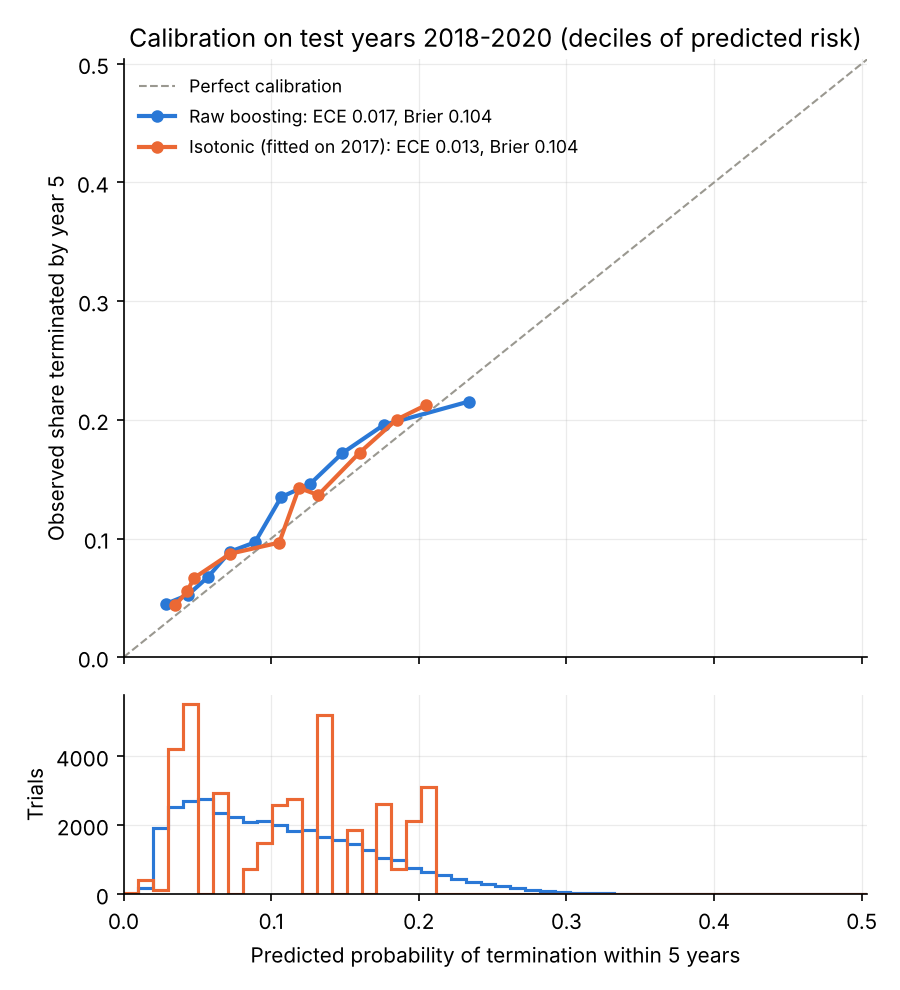 Calibration on test years 2018-2020 (deciles of predicted risk)
Perfect calibration
Raw boosting: ECE 0.017, Brier 0.104
Isotonic (fitted on 2017): ECE 0.013, Brier 0.104
Observed share terminated by year 5
0.5
0.4
0.3
0.2
0.1
0.0
Trials
4000
2000
0
0.0 0.1 0.2 0.3 0.4 0.5
Predicted probability of termination within 5 years